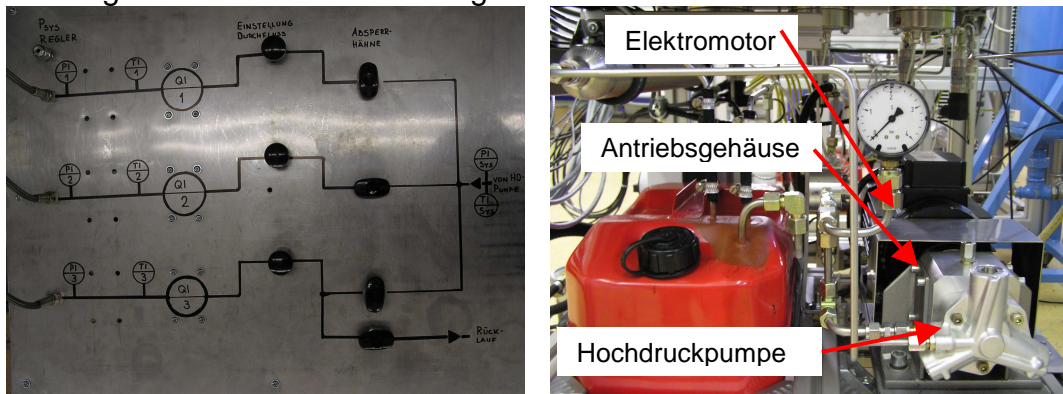 PSYS
REGLER
PI
1
TI
1
QI
1
EINSTELLUNG
DURCHFLUSS
ABSPERR-
HÄHNE
PI
2
TI
2
QI
2
PI
SYS
VON HD-
PUMPE
TI
SYS
PI
3
TI
3
QI
3
RÜCK-
LAUF
Elektromotor
Antriebsgehäuse
Hochdruckpumpe